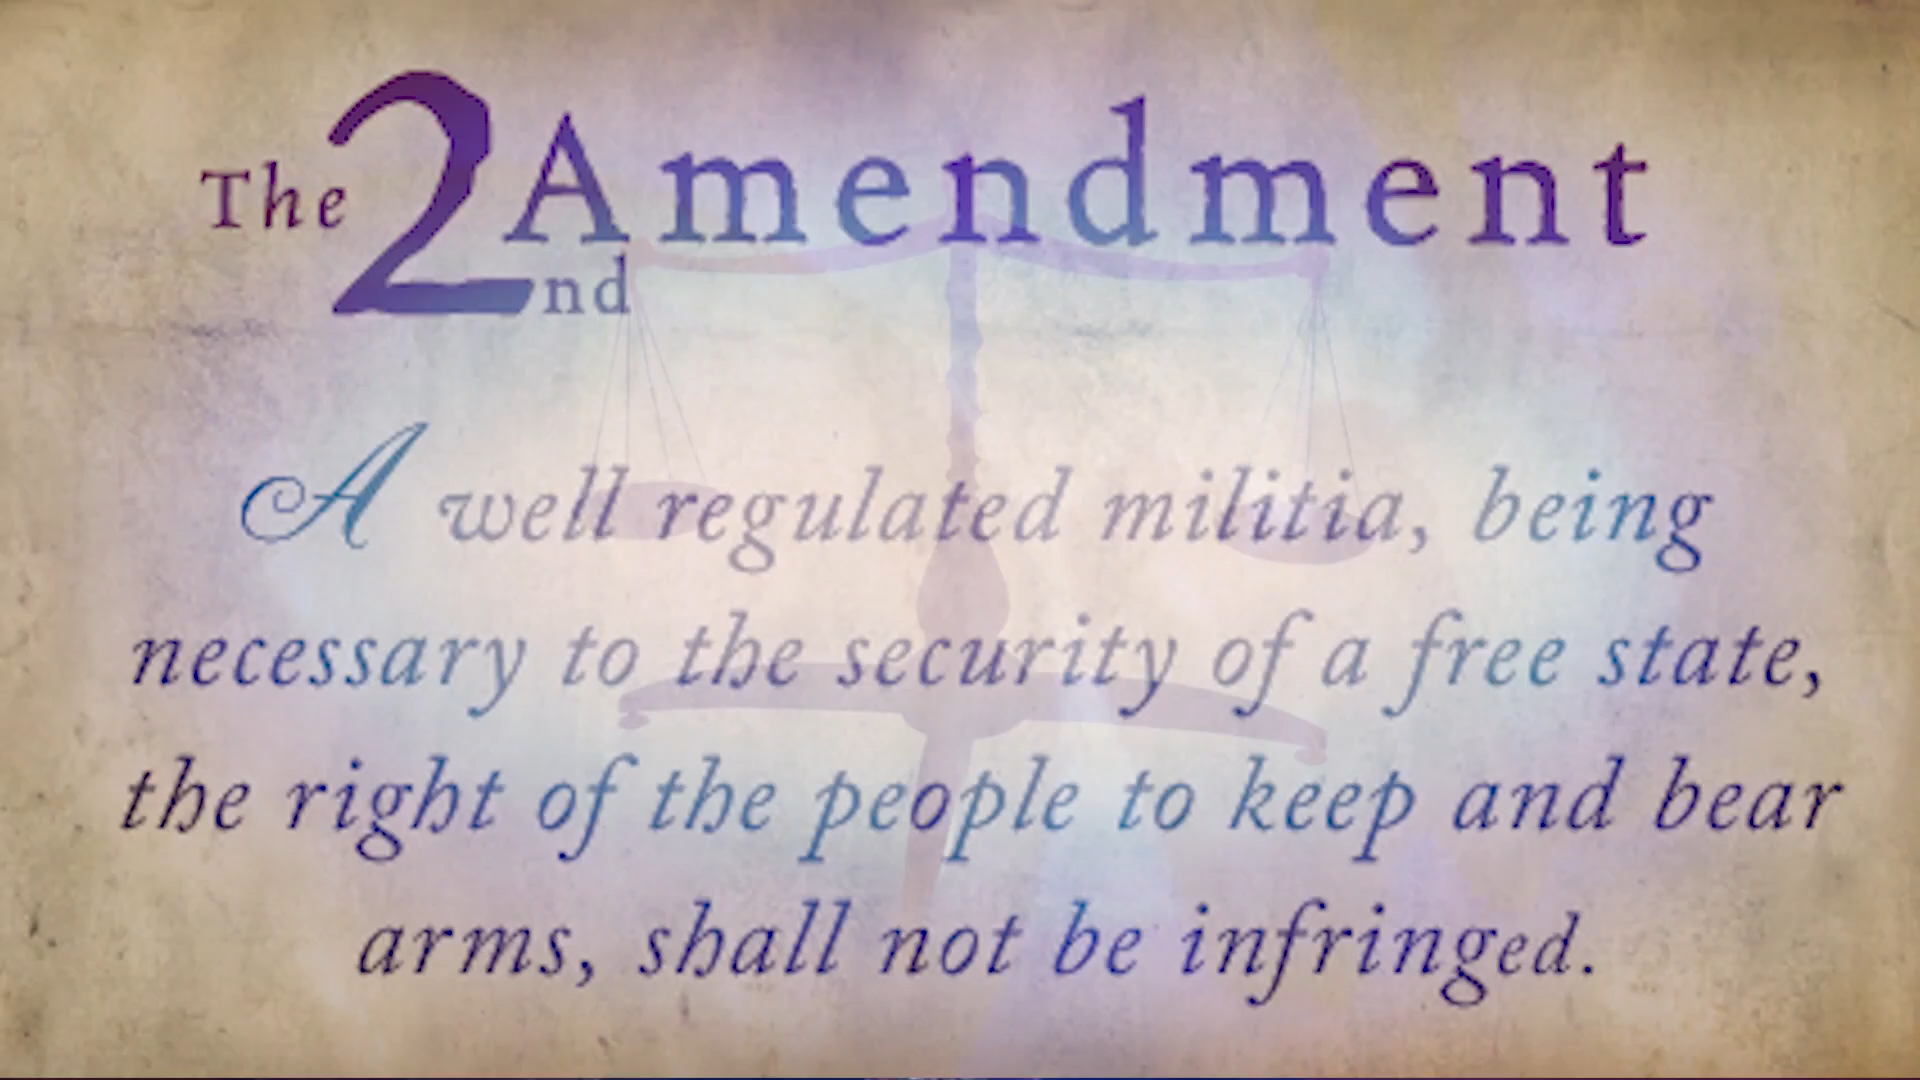 The 2nd Amendment
A well regulated militia, being
necessary to the security of a free state,
the right of the people to keep and bear
arms, shall not be infringed.